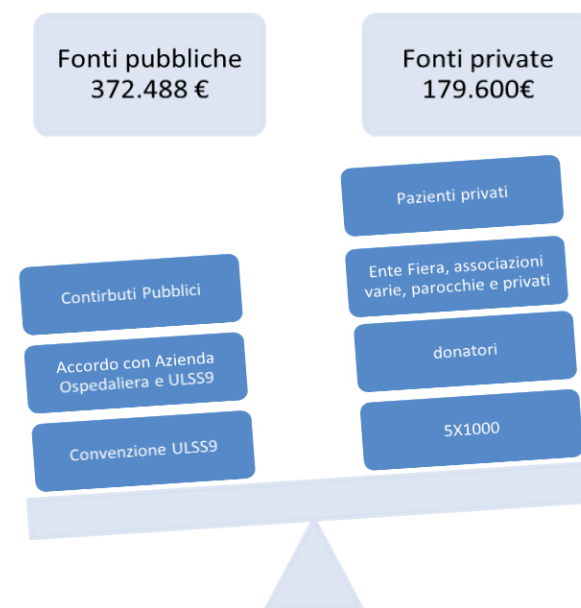 Fonti pubbliche
372.488 €
Fonti private
179.600€
Pazienti privati
Ente Fiera, associazioni
varie, parocchie e privati
donatori
5X1000
Contirbuti Pubblici
Accordo con Azienda
Ospedaliera e ULSS9
Convenzione ULSS9